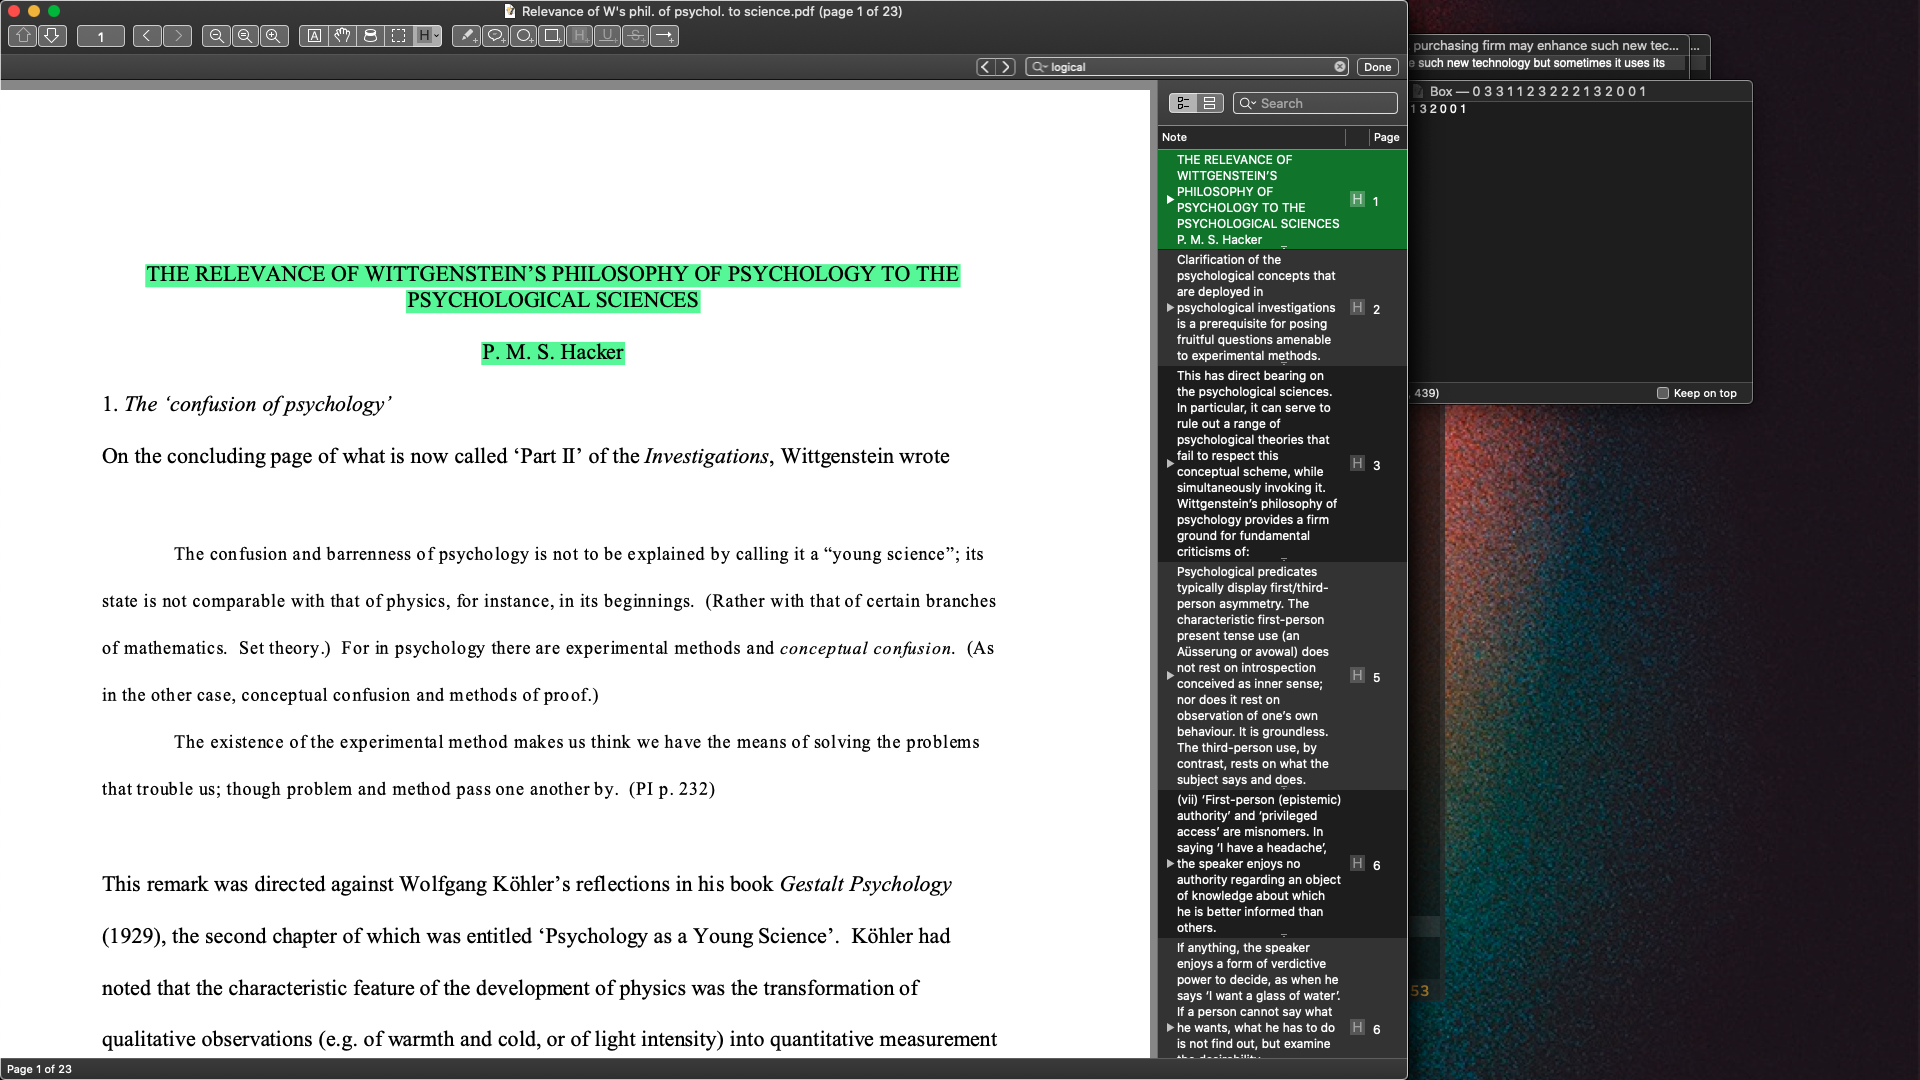 Relevance of W's phil. of psychol. to science.pdf (page 1 of 23)
1
logical
Done
THE RELEVANCE OF WITTGENSTEIN’S PHILOSOPHY OF PSYCHOLOGY TO THE
PSYCHOLOGICAL SCIENCES
P. M. S. Hacker
1. The ‘confusion of psychology’
On the concluding page of what is now called ‘Part II’ of the Investigations, Wittgenstein wrote
The confusion and barrenness of psychology is not to be explained by calling it a “young science”; its
state is not comparable with that of physics, for instance, in its beginnings. (Rather with that of certain branches
of mathematics. Set theory.) For in psychology there are experimental methods and conceptual confusion. (As
in the other case, conceptual confusion and methods of proof.)
The existence of the experimental method makes us think we have the means of solving the problems
that trouble us; though problem and method pass one another by. (PI p. 232)
This remark was directed against Wolfgang Köhler’s reflections in his book Gestalt Psychology
(1929), the second chapter of which was entitled ‘Psychology as a Young Science’. Köhler had
noted that the characteristic feature of the development of physics was the transformation of
qualitative observations (e.g. of warmth and cold, or of light intensity) into quantitative measurement
Page 1 of 23
Search
Note Page
THE RELEVANCE OF
WITTGENSTEIN’S
PHILOSOPHY OF
PSYCHOLOGY TO THE
PSYCHOLOGICAL SCIENCES
P. M. S. Hacker
H 1
Clarification of the
psychological concepts that
are deployed in
psychological investigations
is a prerequisite for posing
fruitful questions amenable
to experimental methods.
H 2
This has direct bearing on
the psychological sciences.
In particular, it can serve to
rule out a range of
psychological theories that
fail to respect this
conceptual scheme, while
simultaneously invoking it.
Wittgenstein’s philosophy of
psychology provides a firm
ground for fundamental
criticisms of:
H 3
Psychological predicates
typically display first/third-
person asymmetry. The
characteristic first-person
present tense use (an
Aüsserung or avowal) does
not rest on introspection
conceived as inner sense;
nor does it rest on
observation of one’s own
behaviour. It is groundless.
The third-person use, by
contrast, rests on what the
subject says and does.
H 5
(vii) ‘First-person (epistemic)
authority’ and ‘privileged
access’ are misnomers. In
saying ‘I have a headache’,
the speaker enjoys no
authority regarding an object
of knowledge about which
he is better informed than
others.
H 6
If anything, the speaker
enjoys a form of verdictive
power to decide, as when he
says ‘I want a glass of water’.
If a person cannot say what
he wants, what he has to do
is not find out, but examine
H 6
purchasing firm may enhance such new tec... ...
e such new technology but sometimes it uses its
Box — 0 3 3 1 1 2 3 2 2 2 1 3 2 0 0 1
1 3 2 0 0 1
439)
Keep on top
53